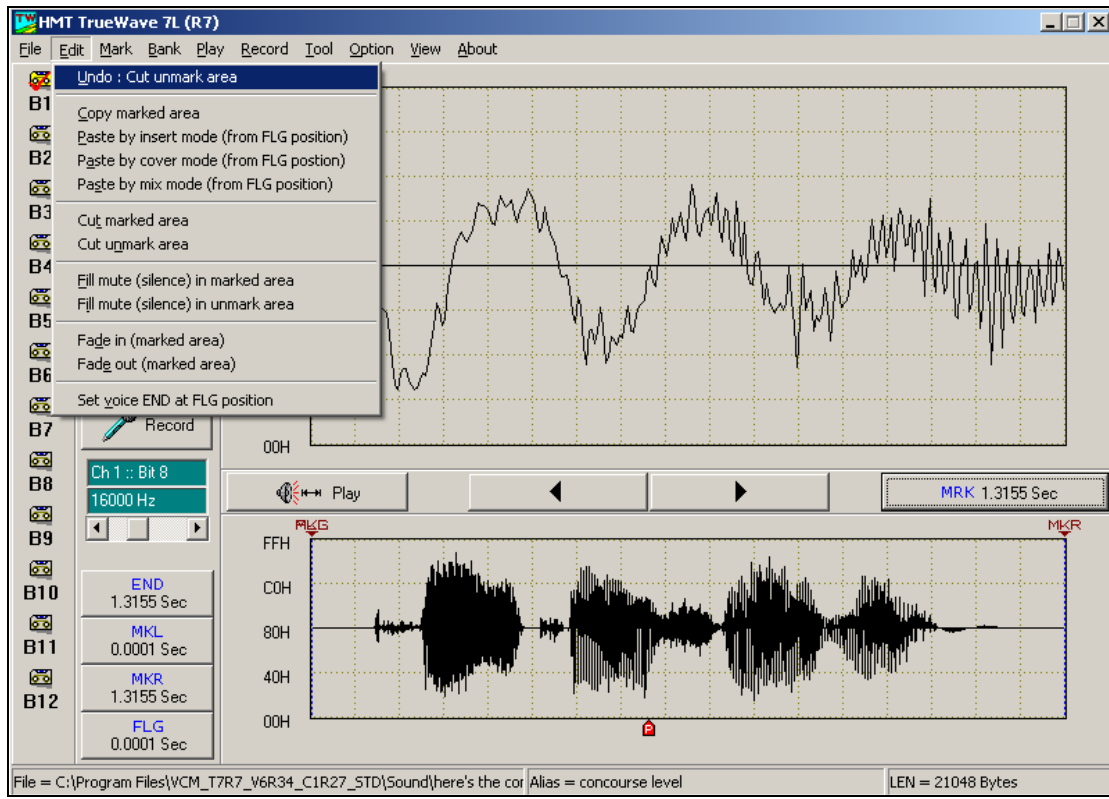 HMT TrueWave 7L (R7)
File Edit Mark Bank Play Record Tool Option View About
Undo : Cut unmark area
Copy marked area
Paste by insert mode (from FLG position)
Paste by cover mode (from FLG postion)
Paste by mix mode (from FLG position)
Cut marked area
Cut unmark area
Fill mute (silence) in marked area
Fill mute (silence) in unmark area
Fade in (marked area)
Fade out (marked area)
Set voice END at FLG position
B1
B2
B3
B4
B5
B6
B7
B8
B9
B10
B11
B12
Record
Ch 1 :: Bit 8
16000 Hz
END
1.3155 Sec
MKL
0.0001 Sec
MKR
1.3155 Sec
FLG
0.0001 Sec
00H
Play
MRK 1.3155 Sec
MKR
FFH
C0H
80H
40H
00H
P
File = C:\Program Files\VCM_T7R7_V6R34_C1R27_STD\Sound\here's the cor
Alias = concourse level
LEN = 21048 Bytes